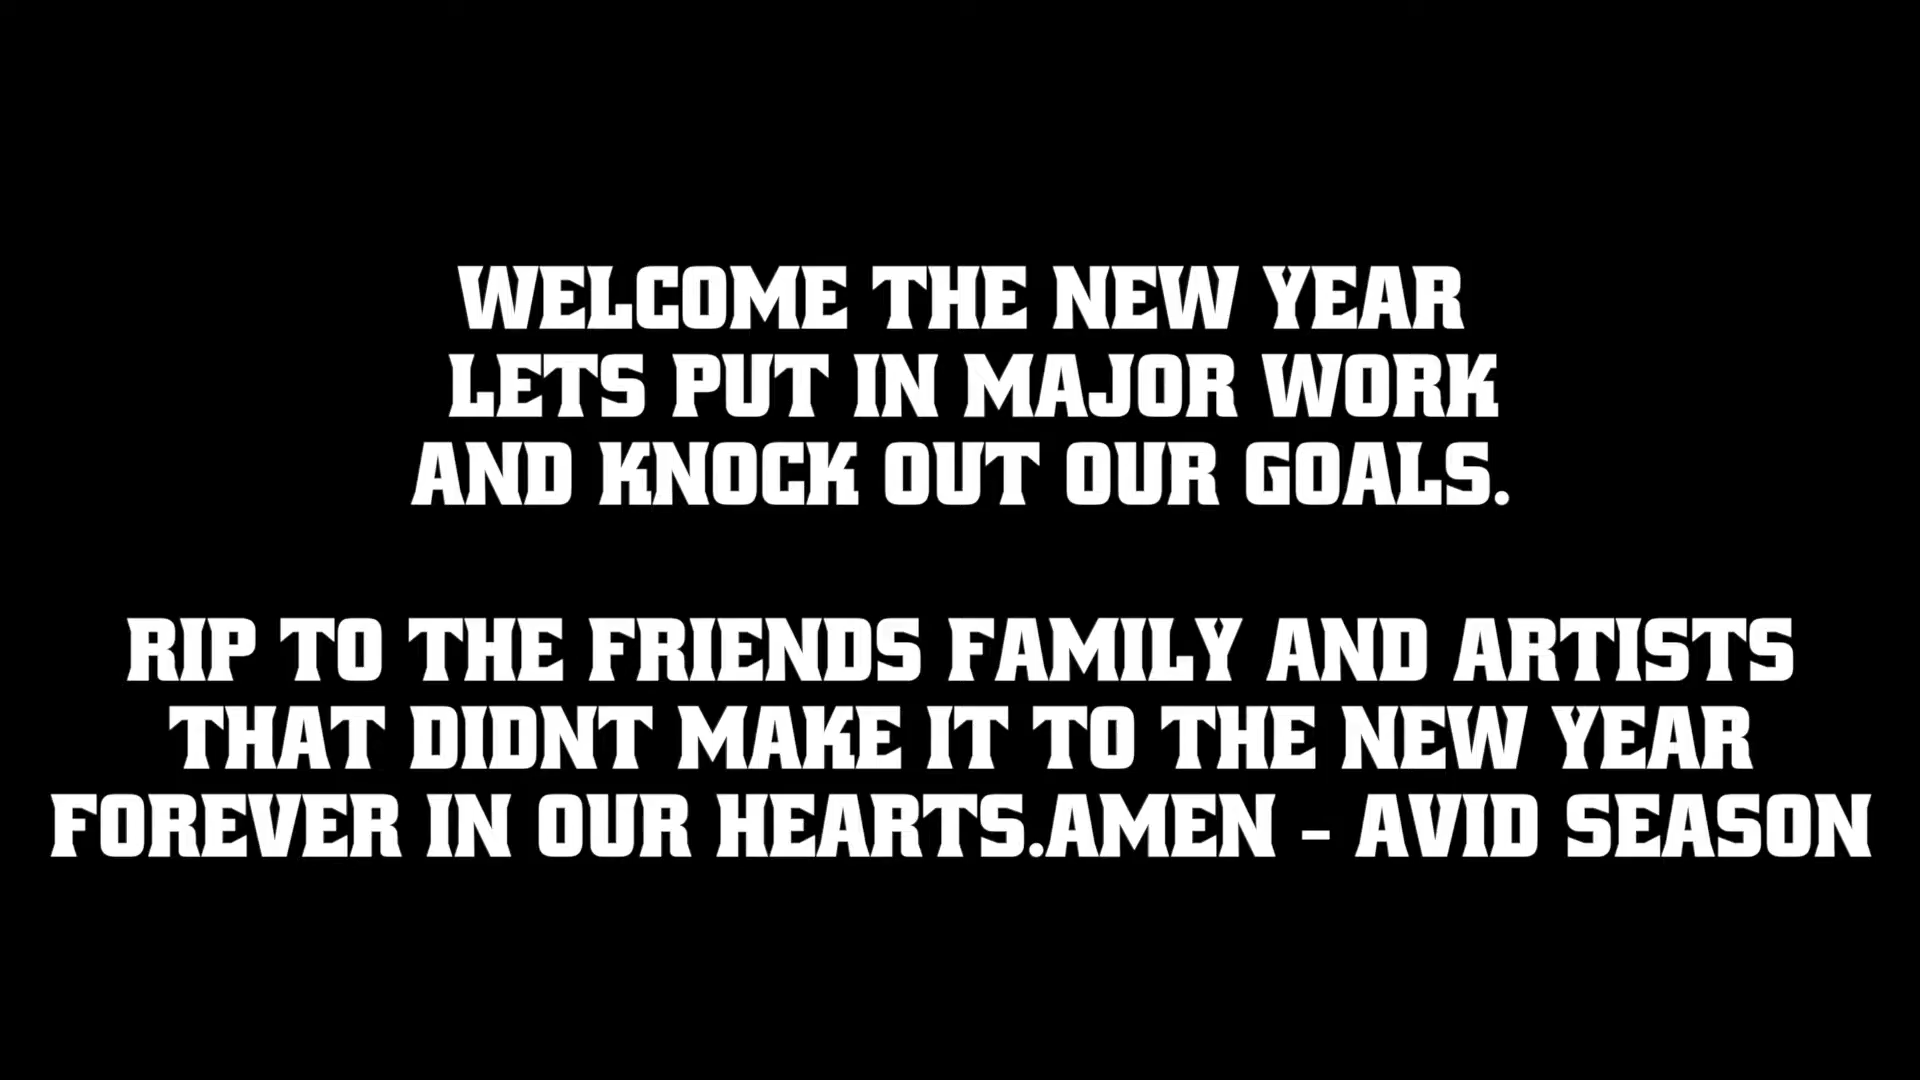 WELCOME THE NEW YEAR
LETS PUT IN MAJOR WORK
AND KNOCK OUT OUR GOALS.
RIP TO THE FRIENDS FAMILY AND ARTISTS
THAT DIDNT MAKE IT TO THE NEW YEAR
FOREVER IN OUR HEARTS.AMEN - AVID SEASON